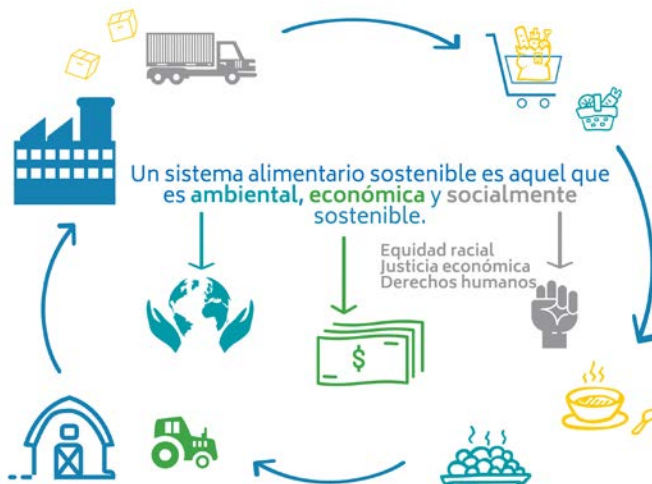 Un sistema alimentario sostenible es aquel que
es ambiental, económica y socialmente
sostenible.
Equidad racial
Justicia económica
Derechos humanos
$